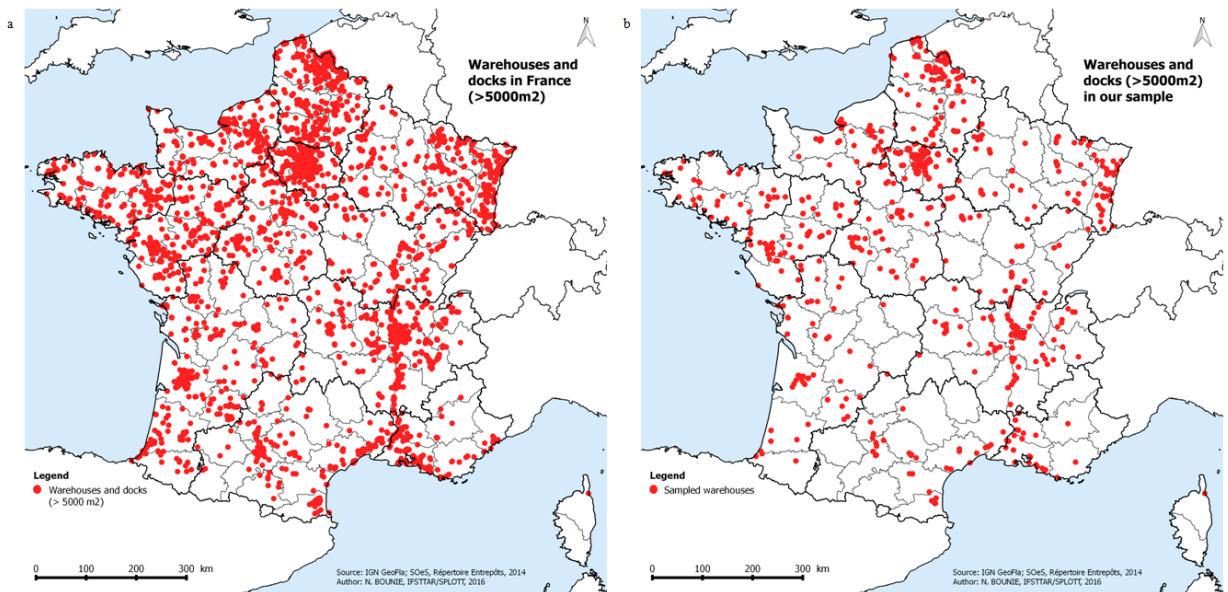 a
N
Warehouses and
docks in France
(>5000m2)
Legend
Warehouses and docks
(> 5000 m2)
0 100 200 300 km
Source: IGN GeoFla; SOeS, Répertoire Entrepôts, 2014
Author: N. BOUNIE, IFSTTAR/SPLOTT, 2016
b
N
Warehouses and
docks (>5000m2)
in our sample
Legend
Sampled warehouses
0 100 200 300 km
Source: IGN GeoFla; SOeS, Répertoire Entrepôts, 2014
Author: N. BOUNIE, IFSTTAR/SPLOTT, 2016